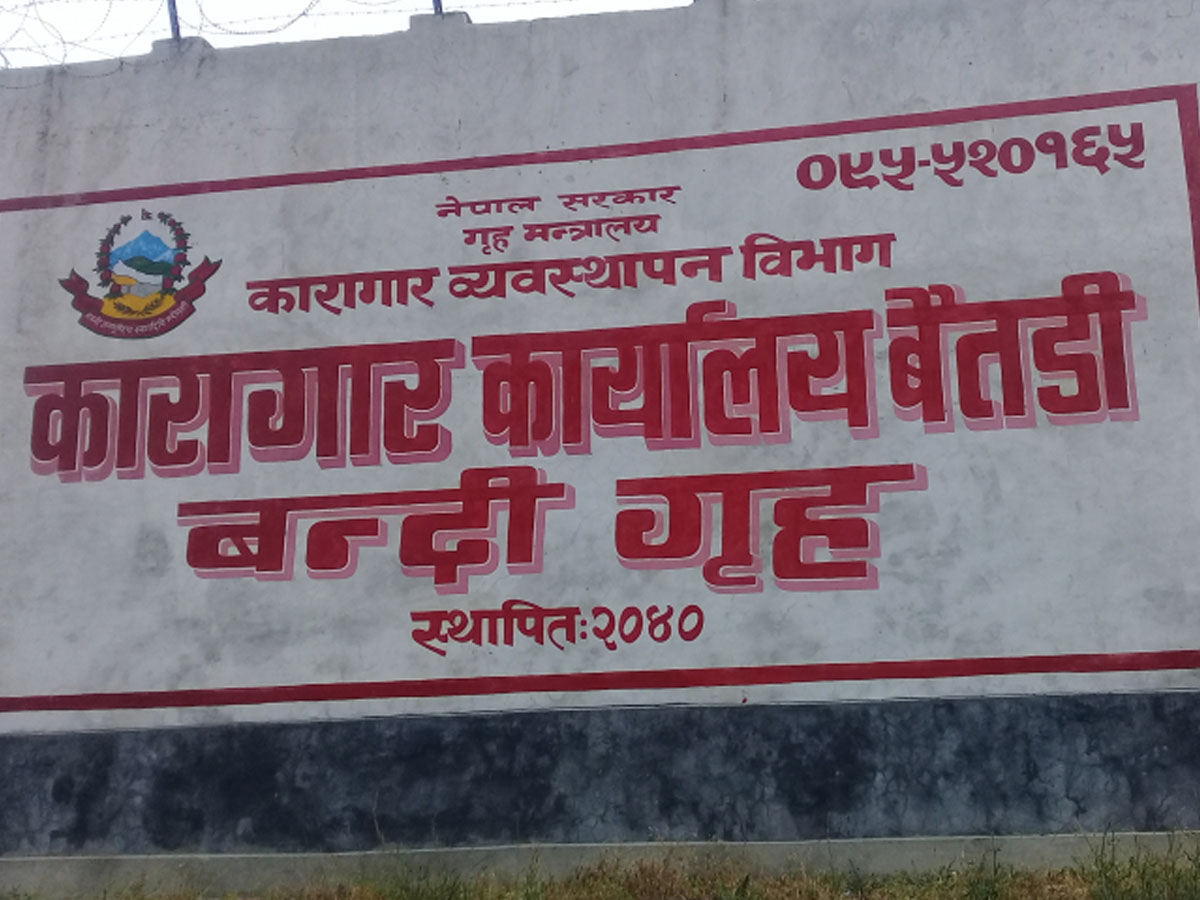 ०९५-५२०१६५
नेपाल सरकार
गृह मन्त्रालय
कारागार व्यवस्थापन विभाग
कारागार कार्यालय बैतडी
बन्दी गृह
स्थापितः२०४०